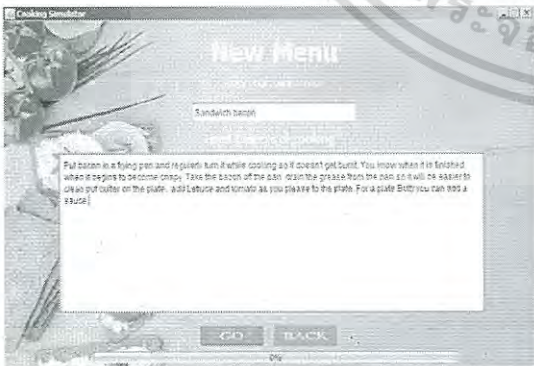 Cooking Simulator
New Menu
Sandwich bacon
Put bacon in a frying pan and regularly turn it while cooking so it doesn't get burnt. You know when it is finished
when it begins to become crispy. Take the bacon off the pan, drain the grease from the pan so it will be easier to
clean put butter on the plate, add Lettuce and tomato as you please to the plate. For a plate you can add a
sauce
GO
BACK
0%